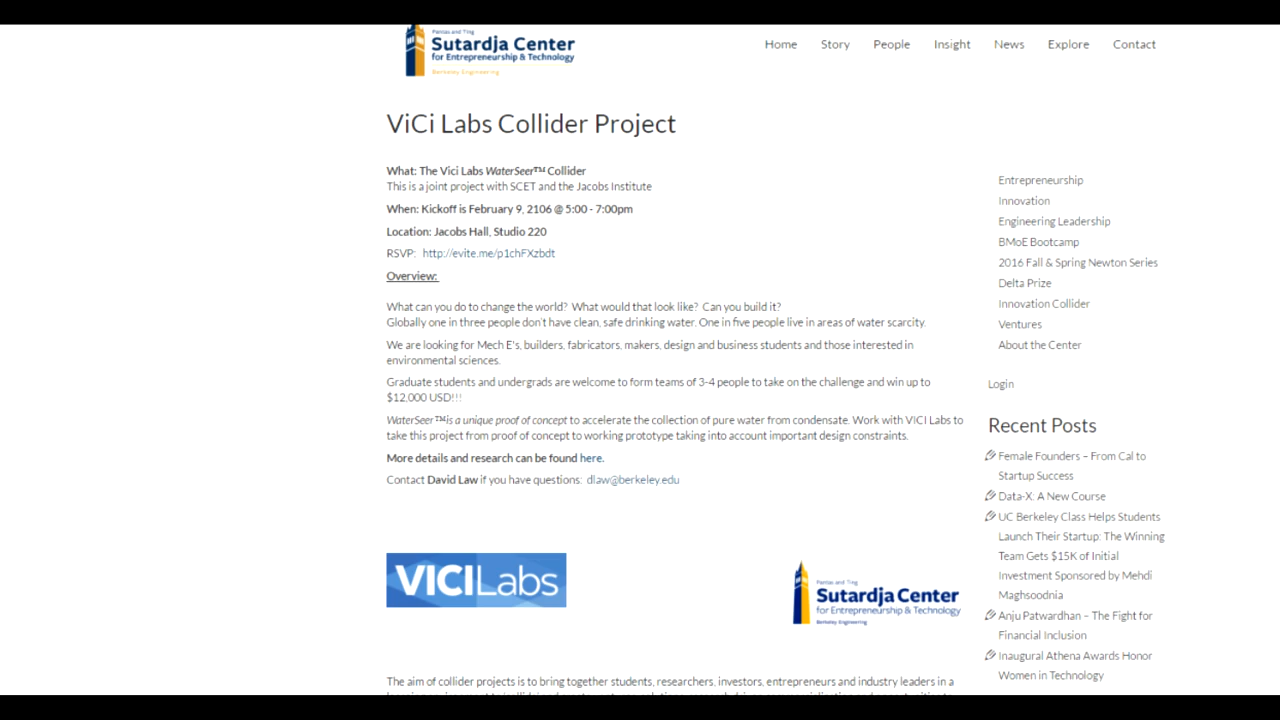 Pantas and Ting
Sutardja Center
for Entrepreneurship & Technology
Berkeley Engineering
Home Story People Insight News Explore Contact
ViCi Labs Collider Project
What: The Vici Labs WaterSeer™ Collider
This is a joint project with SCET and the Jacobs Institute
When: Kickoff is February 9, 2106 @ 5:00 - 7:00pm
Location: Jacobs Hall, Studio 220
RSVP: http://evite.me/p1chFXzbdt
Overview:
What can you do to change the world? What would that look like? Can you build it?
Globally one in three people don't have clean, safe drinking water. One in five people live in areas of water scarcity.
We are looking for Mech E's, builders, fabricators, makers, design and business students and those interested in
environmental sciences.
Graduate students and undergrads are welcome to form teams of 3-4 people to take on the challenge and win up to
$12,000 USD!!!
WaterSeer™is a unique proof of concept to accelerate the collection of pure water from condensate. Work with VICI Labs to
take this project from proof of concept to working prototype taking into account important design constraints.
More details and research can be found here.
Contact David Law if you have questions: dlaw@berkeley.edu
VICILabs
Pantas and Ting
Sutardja Center
for Entrepreneurship & Technology
Berkeley Engineering
The aim of collider projects is to bring together students, researchers, investors, entrepreneurs and industry leaders in a
Entrepreneurship
Innovation
Engineering Leadership
BMoE Bootcamp
2016 Fall & Spring Newton Series
Delta Prize
Innovation Collider
Ventures
About the Center
Login
Recent Posts
Female Founders – From Cal to
Startup Success
Data-X: A New Course
UC Berkeley Class Helps Students
Launch Their Startup: The Winning
Team Gets $15K of Initial
Investment Sponsored by Mehdi
Maghsoodnia
Anju Patwardhan – The Fight for
Financial Inclusion
Inaugural Athena Awards Honor
Women in Technology